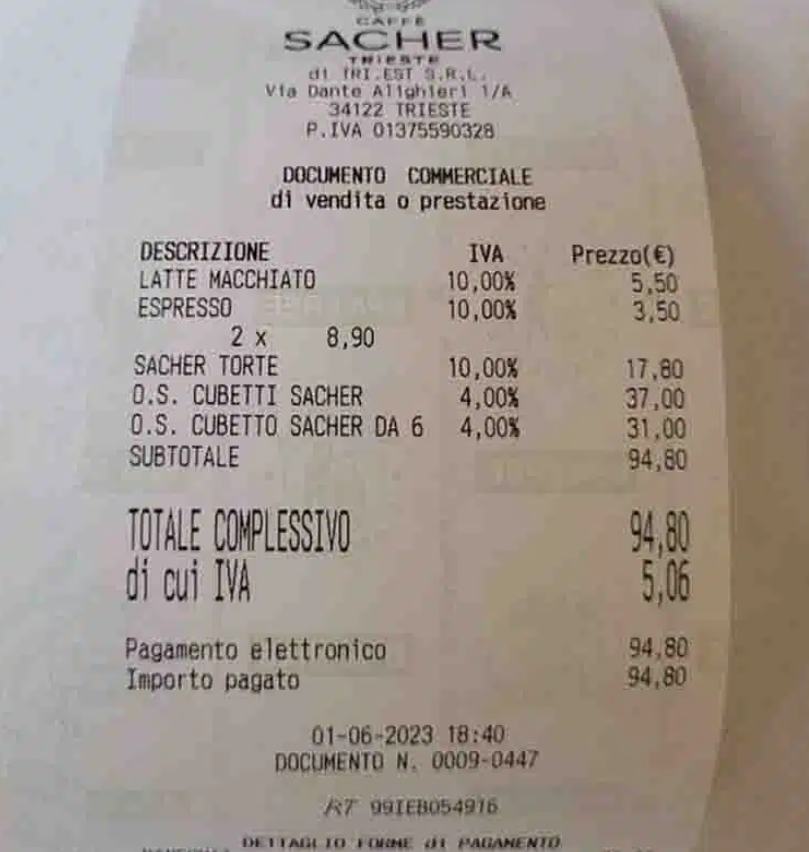 CAFFÈ
SACHER
TRIESTE
di TRI.EST S.R.L.
Via Dante Alighieri 1/A
34122 TRIESTE
P.IVA 01375590328
DOCUMENTO COMMERCIALE
di vendita o prestazione
DESCRIZIONE IVA Prezzo(€)
LATTE MACCHIATO 10,00% 5,50
ESPRESSO 10,00% 3,50
2 x 8,90
SACHER TORTE 10,00% 17,80
O.S. CUBETTI SACHER 4,00% 37,00
O.S. CUBETTO SACHER DA 6 4,00% 31,00
SUBTOTALE 94,80
TOTALE COMPLESSIVO 94,80
di cui IVA 5,06
Pagamento elettronico 94,80
Importo pagato 94,80
01-06-2023 18:40
DOCUMENTO N. 0009-0447
RT 99IEB054916
DETTAGLIO FORME di PAGAMENTO